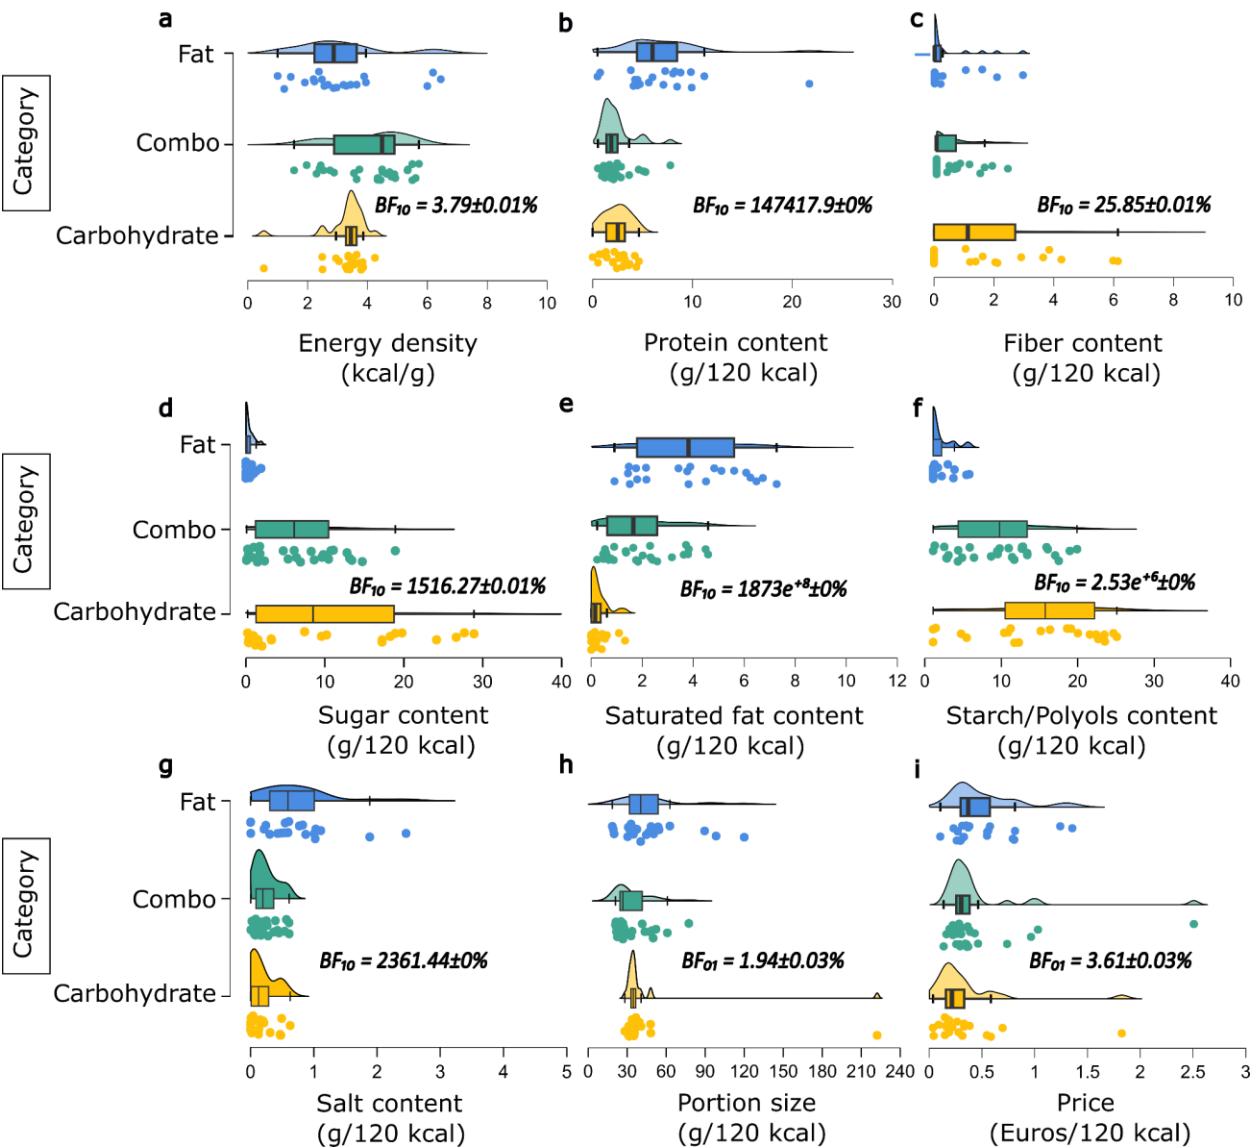 a
b
c
Category
Fat
Combo
Carbohydrate
BF₁₀ = 3.79±0.01%
BF₁₀ = 147417.9±0%
BF₁₀ = 25.85±0.01%
0 2 4 6 8 10
0 10 20 30
0 2 4 6 8 10
Energy density
(kcal/g)
Protein content
(g/120 kcal)
Fiber content
(g/120 kcal)
d
e
f
Category
Fat
Combo
Carbohydrate
BF₁₀ = 1516.27±0.01%
BF₁₀ = 1873e⁺⁸±0%
BF₁₀ = 2.53e⁺⁶±0%
0 10 20 30 40
0 2 4 6 8 10 12
0 10 20 30 40
Sugar content
(g/120 kcal)
Saturated fat content
(g/120 kcal)
Starch/Polyols content
(g/120 kcal)
g
h
i
Category
Fat
Combo
Carbohydrate
BF₁₀ = 2361.44±0%
BF₀₁ = 1.94±0.03%
BF₀₁ = 3.61±0.03%
0 1 2 3 4 5
0 30 60 90 120 150 180 210 240
0 0.5 1 1.5 2 2.5 3
Salt content
(g/120 kcal)
Portion size
(g/120 kcal)
Price
(Euros/120 kcal)